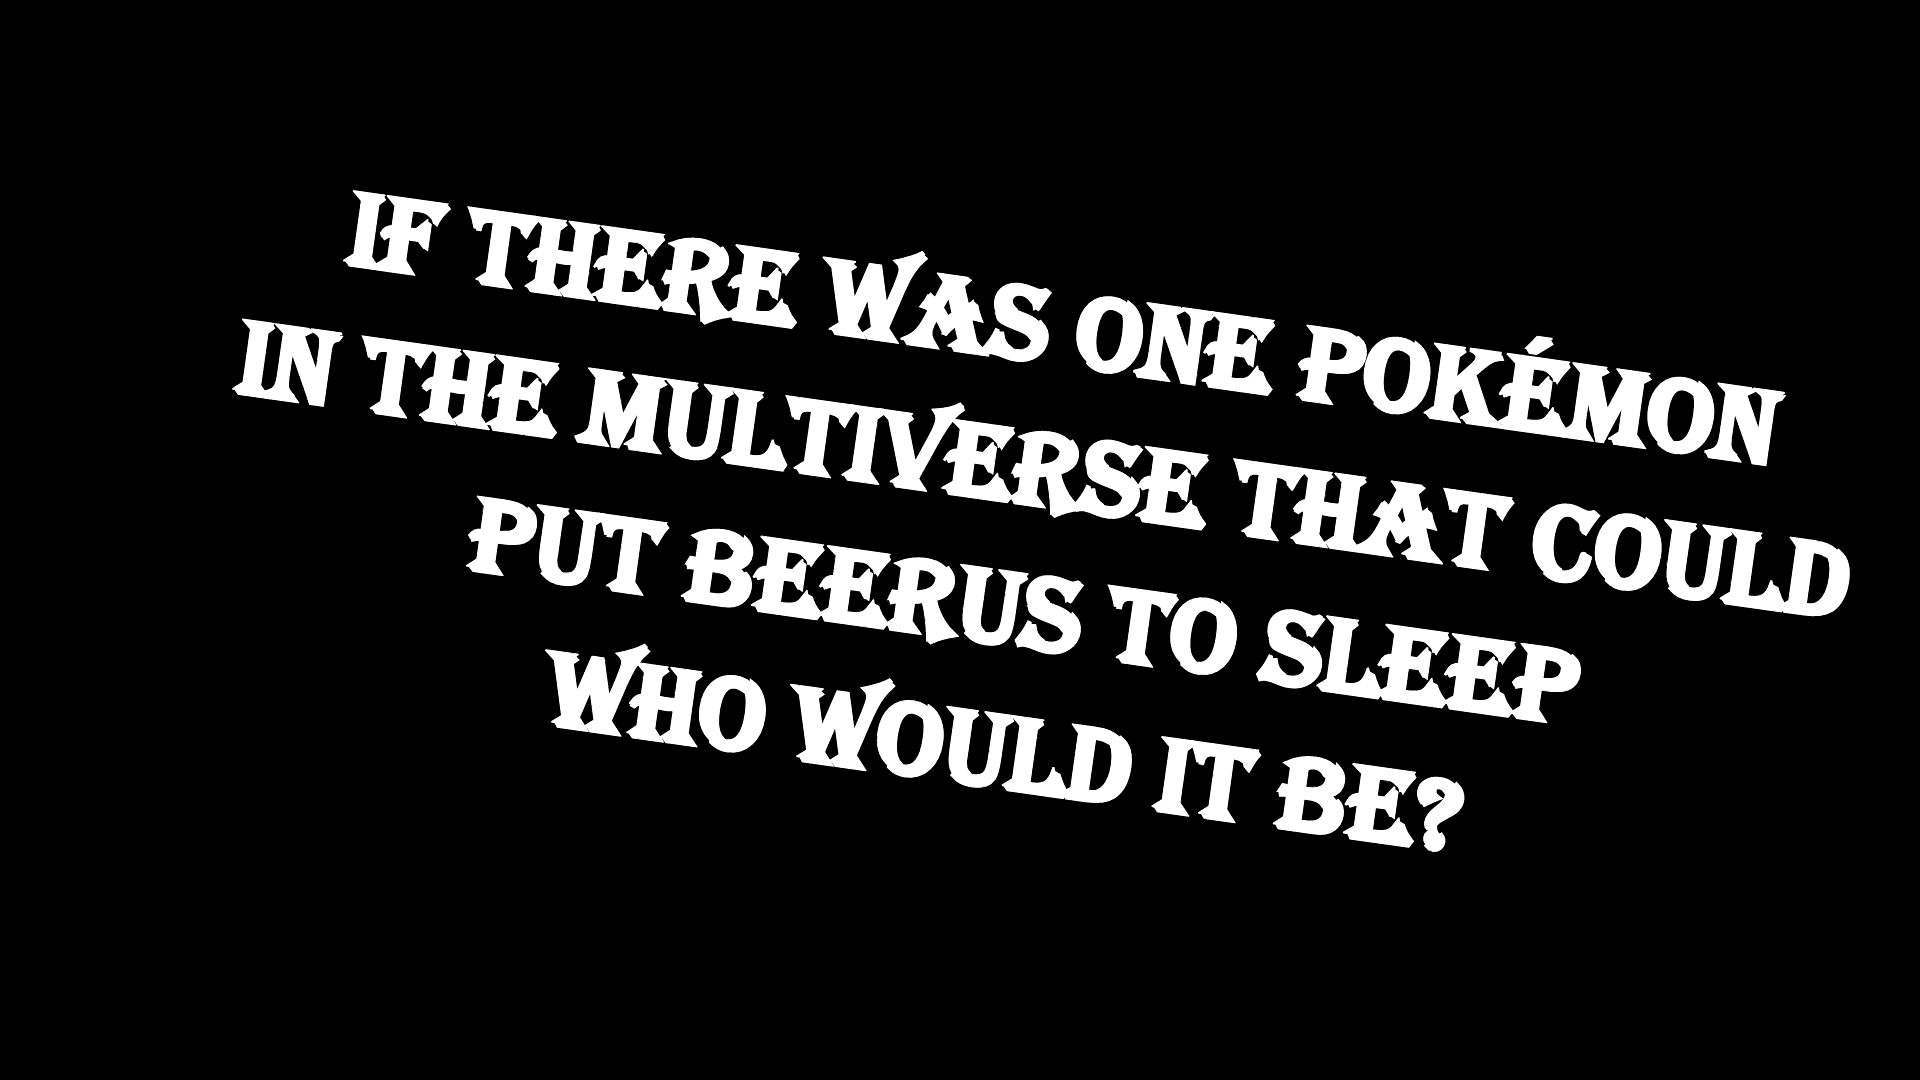 IF THERE WAS ONE POKÉMON
IN THE MULTIVERSE THAT COULD
PUT BEERUS TO SLEEP
WHO WOULD IT BE?